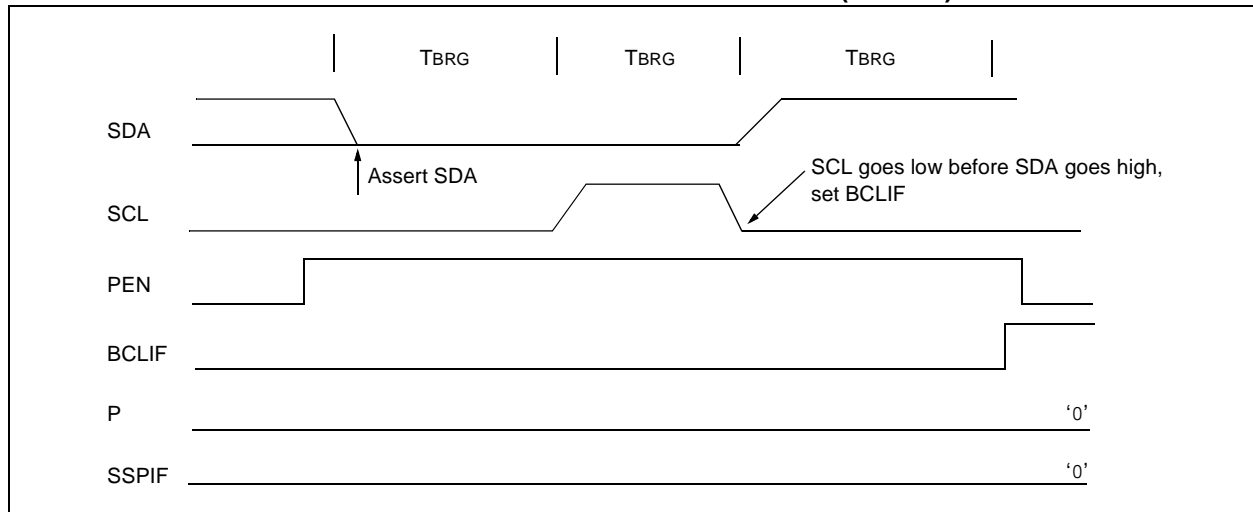 TBRG TBRG TBRG
SDA
Assert SDA
SCL goes low before SDA goes high,
set BCLIF
SCL
PEN
BCLIF
P ‘0’
SSPIF ‘0’